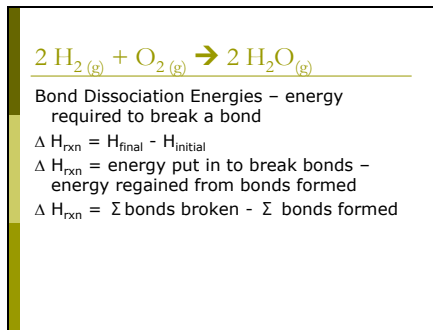 2 H₂ (g) + O₂ (g) ➔ 2 H₂O(g)
Bond Dissociation Energies – energy
required to break a bond
Δ Hrxn = Hfinal - Hinitial
Δ Hrxn = energy put in to break bonds –
energy regained from bonds formed
Δ Hrxn = Σ bonds broken - Σ bonds formed